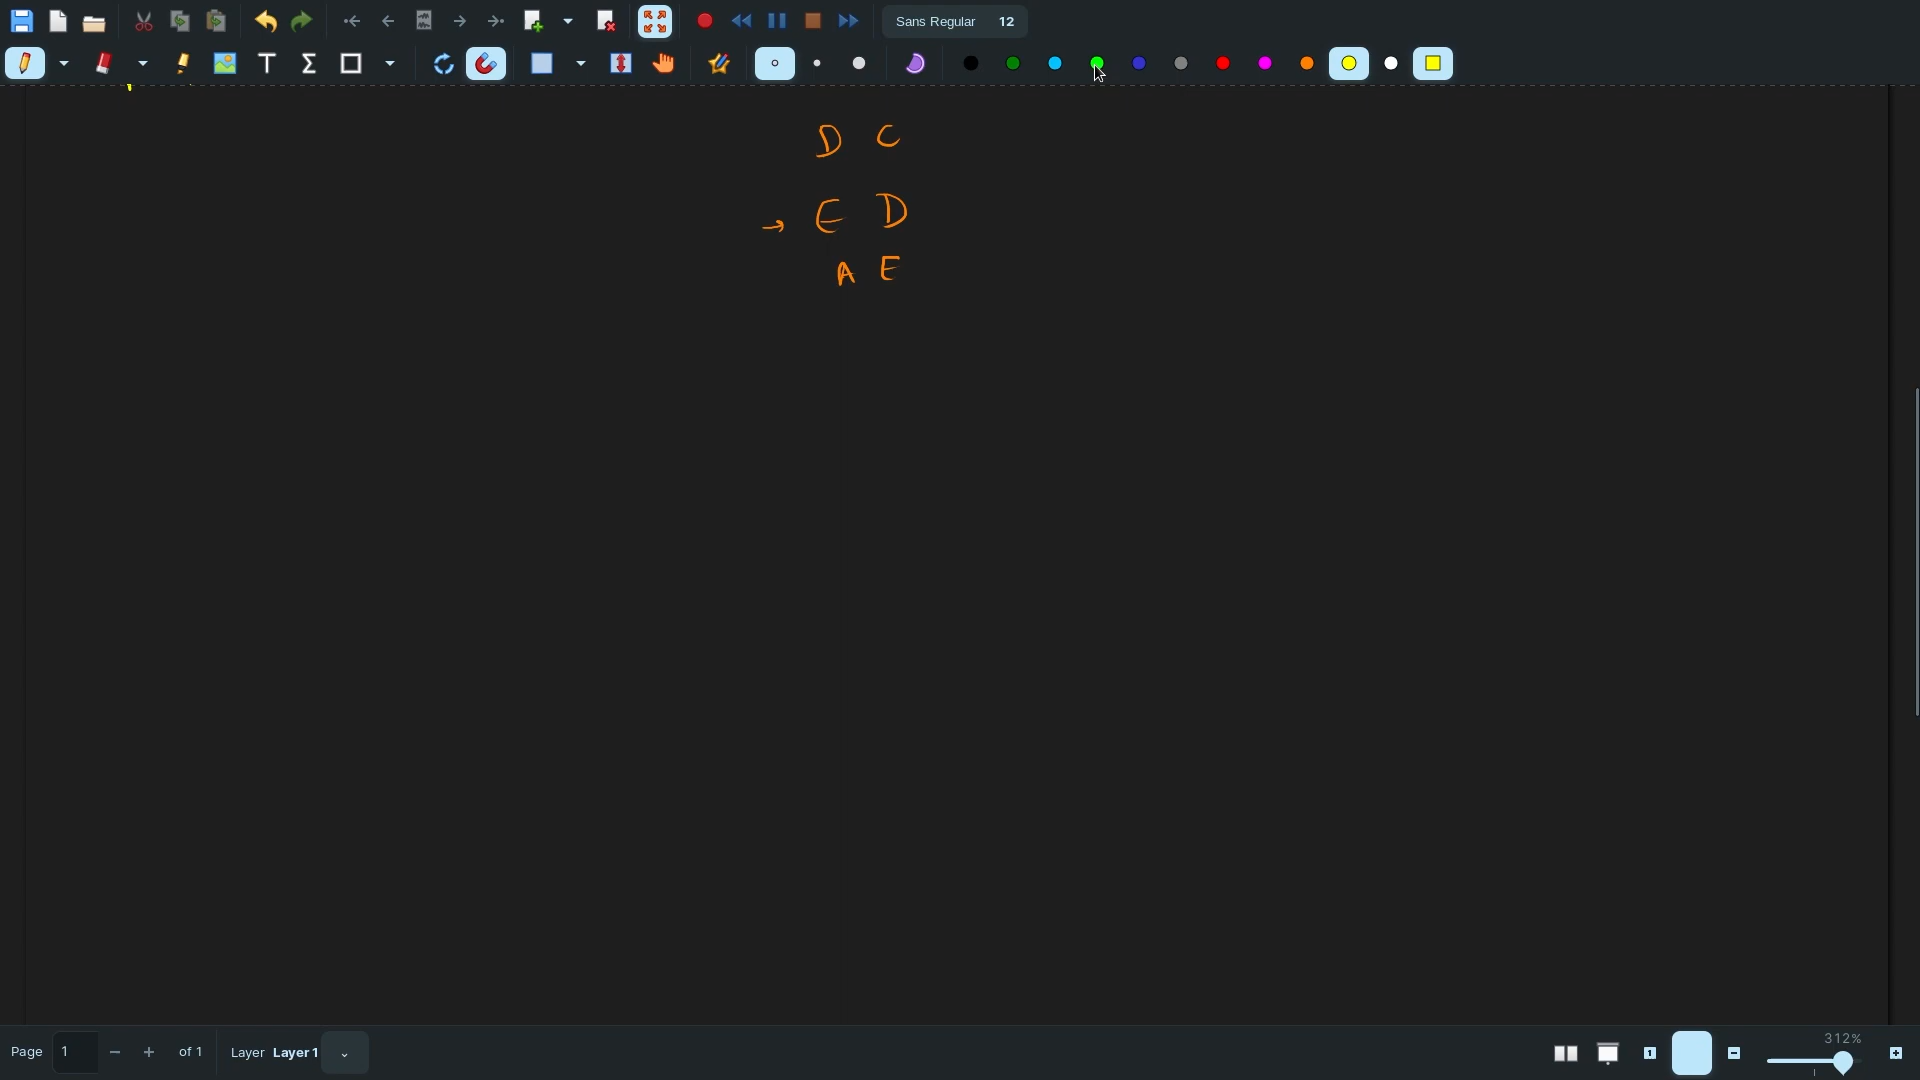 Sans Regular 12
D C
→ E D
A E
Page 1 of 1 Layer Layer 1 312%